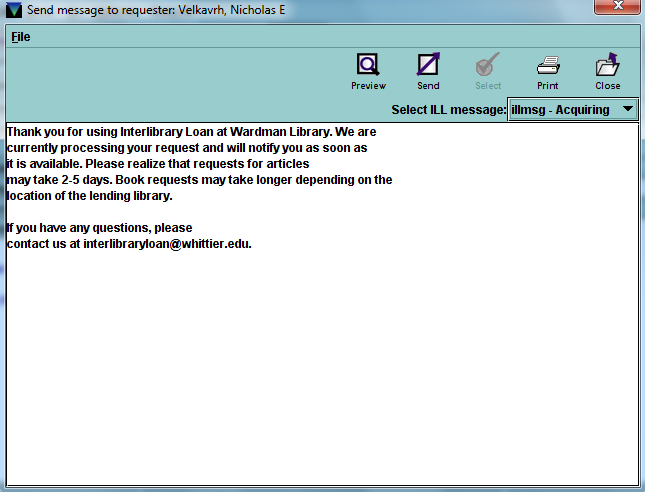 Send message to requester: Velkavrh, Nicholas E
File
Preview Send Select Print Close
Select ILL message: illmsg - Acquiring
Thank you for using Interlibrary Loan at Wardman Library. We are
currently processing your request and will notify you as soon as
it is available. Please realize that requests for articles
may take 2-5 days. Book requests may take longer depending on the
location of the lending library.
If you have any questions, please
contact us at interlibraryloan@whittier.edu.